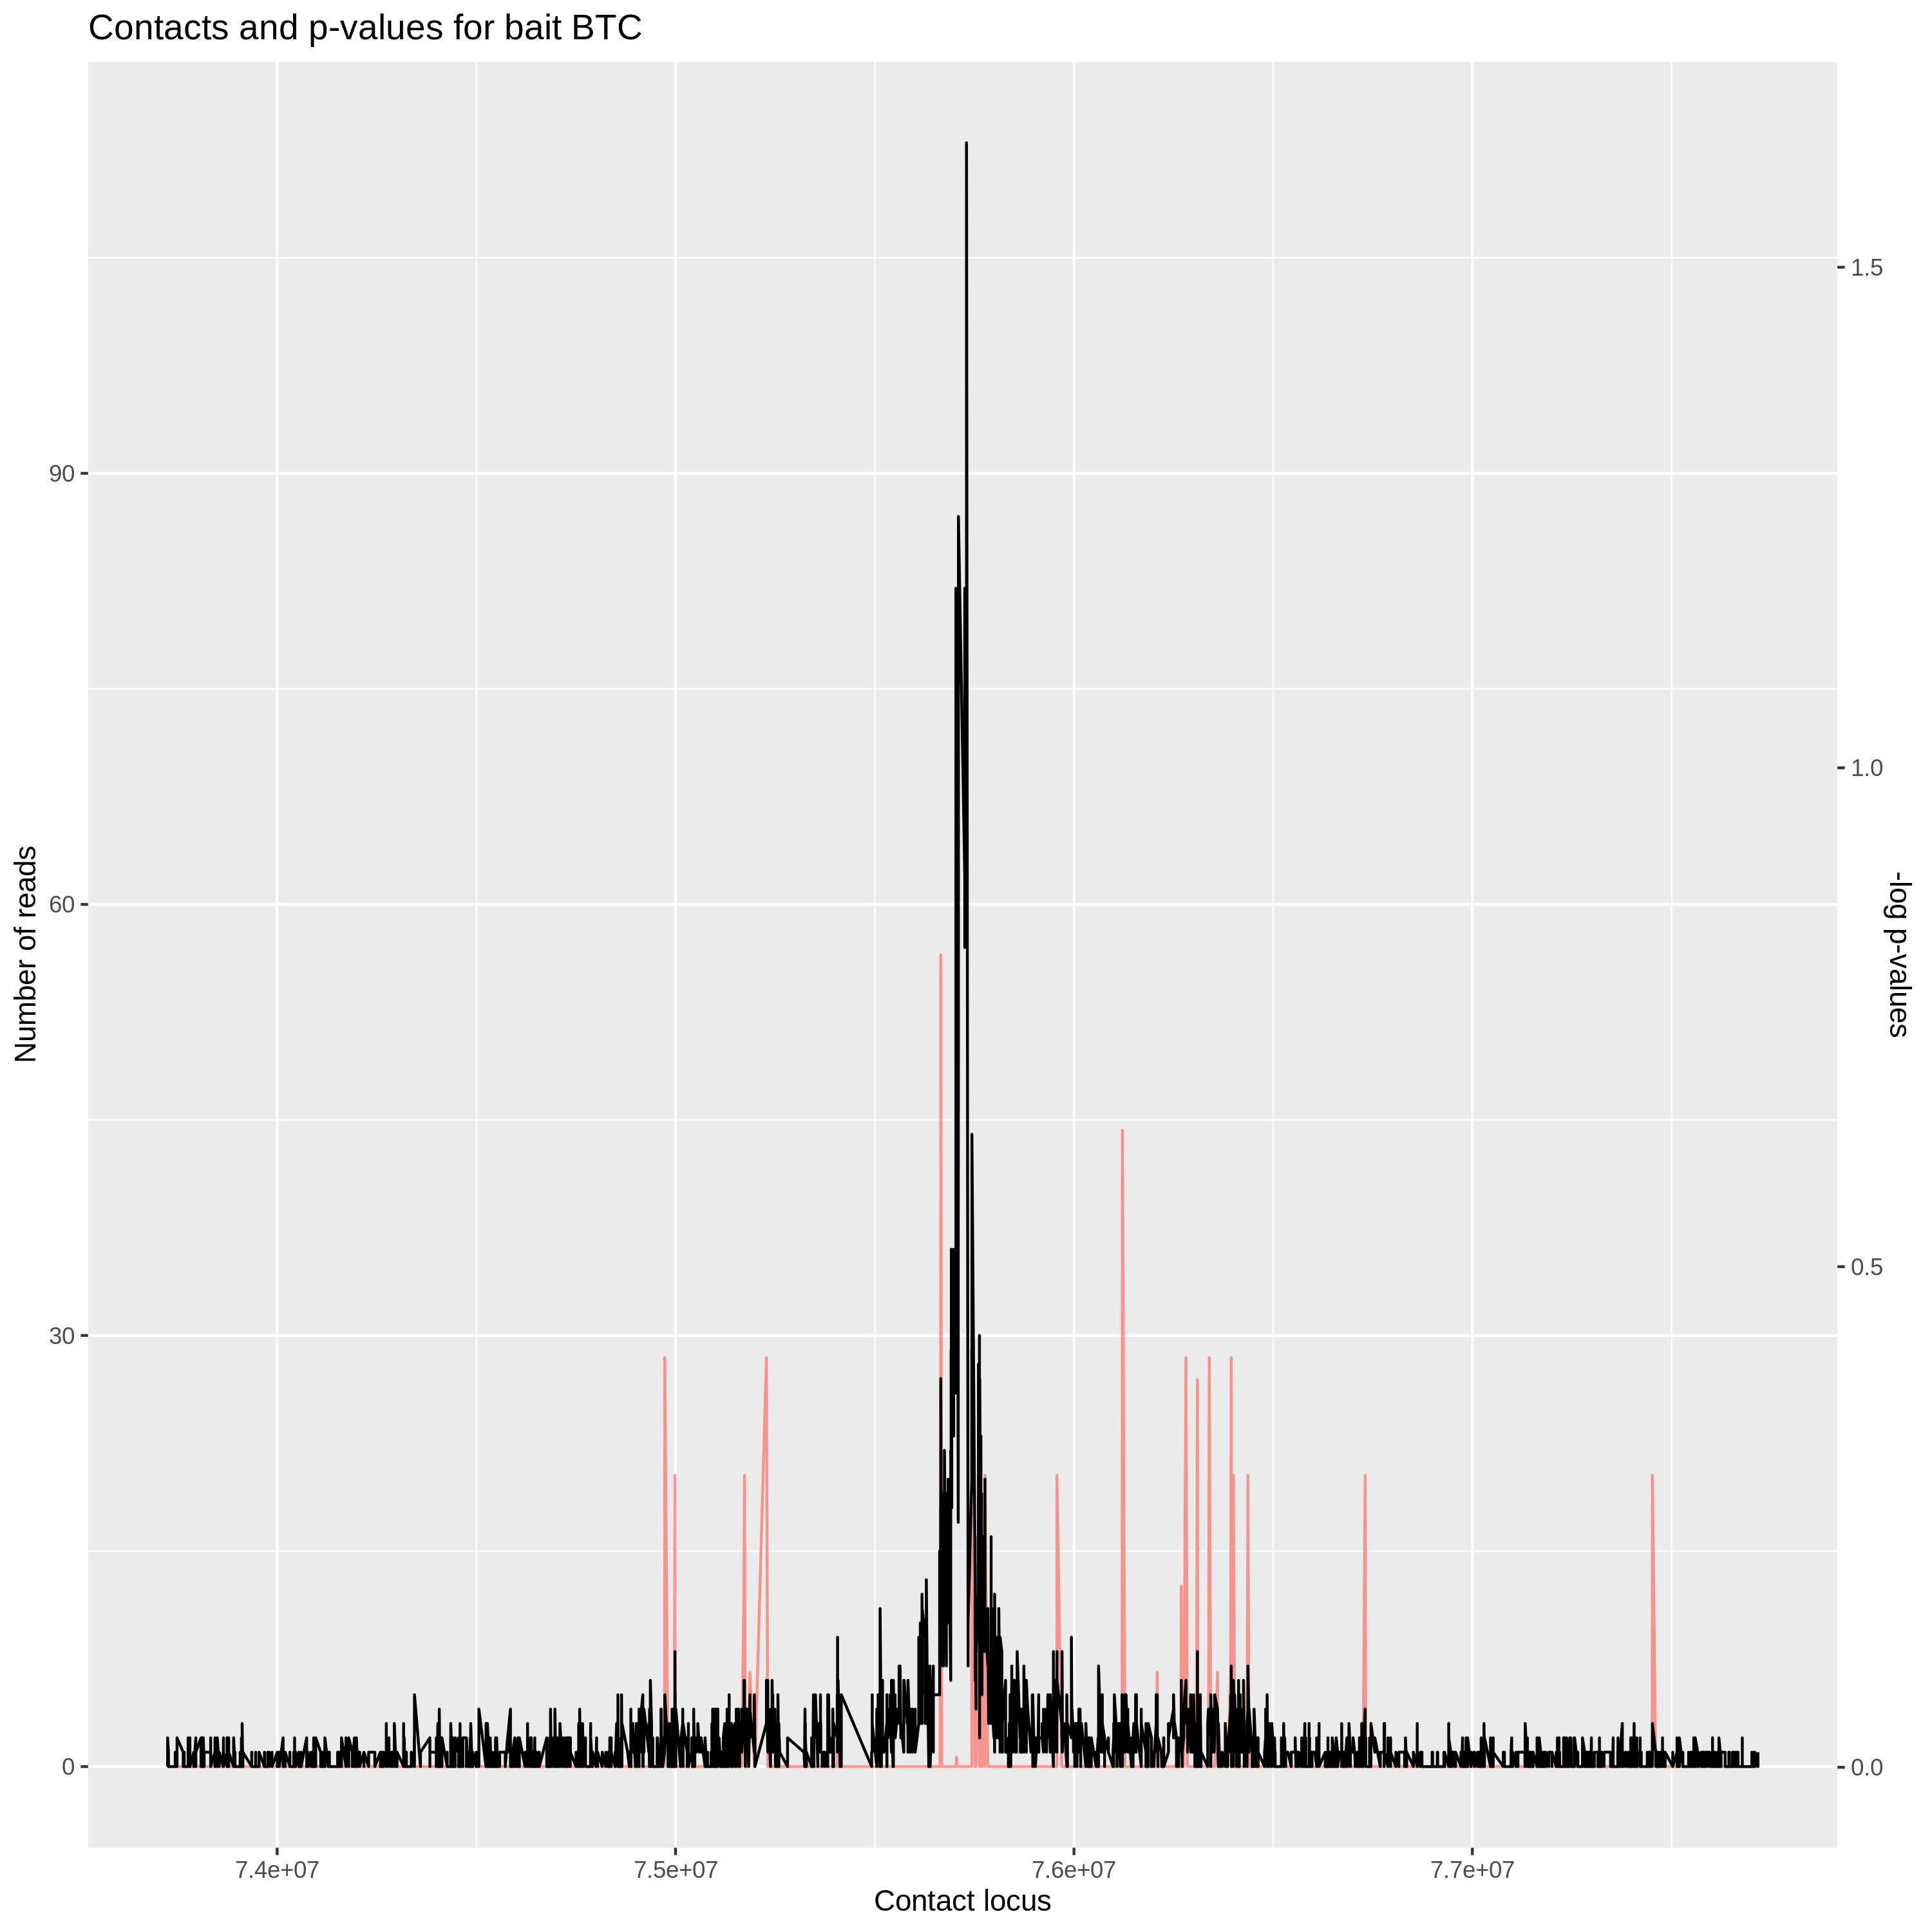 Contacts and p-values for bait BTC
90
60
30
0
1.5
1.0
0.5
0.0
Number of reads
-log p-values
7.4e+07
7.5e+07
7.6e+07
7.7e+07
Contact locus